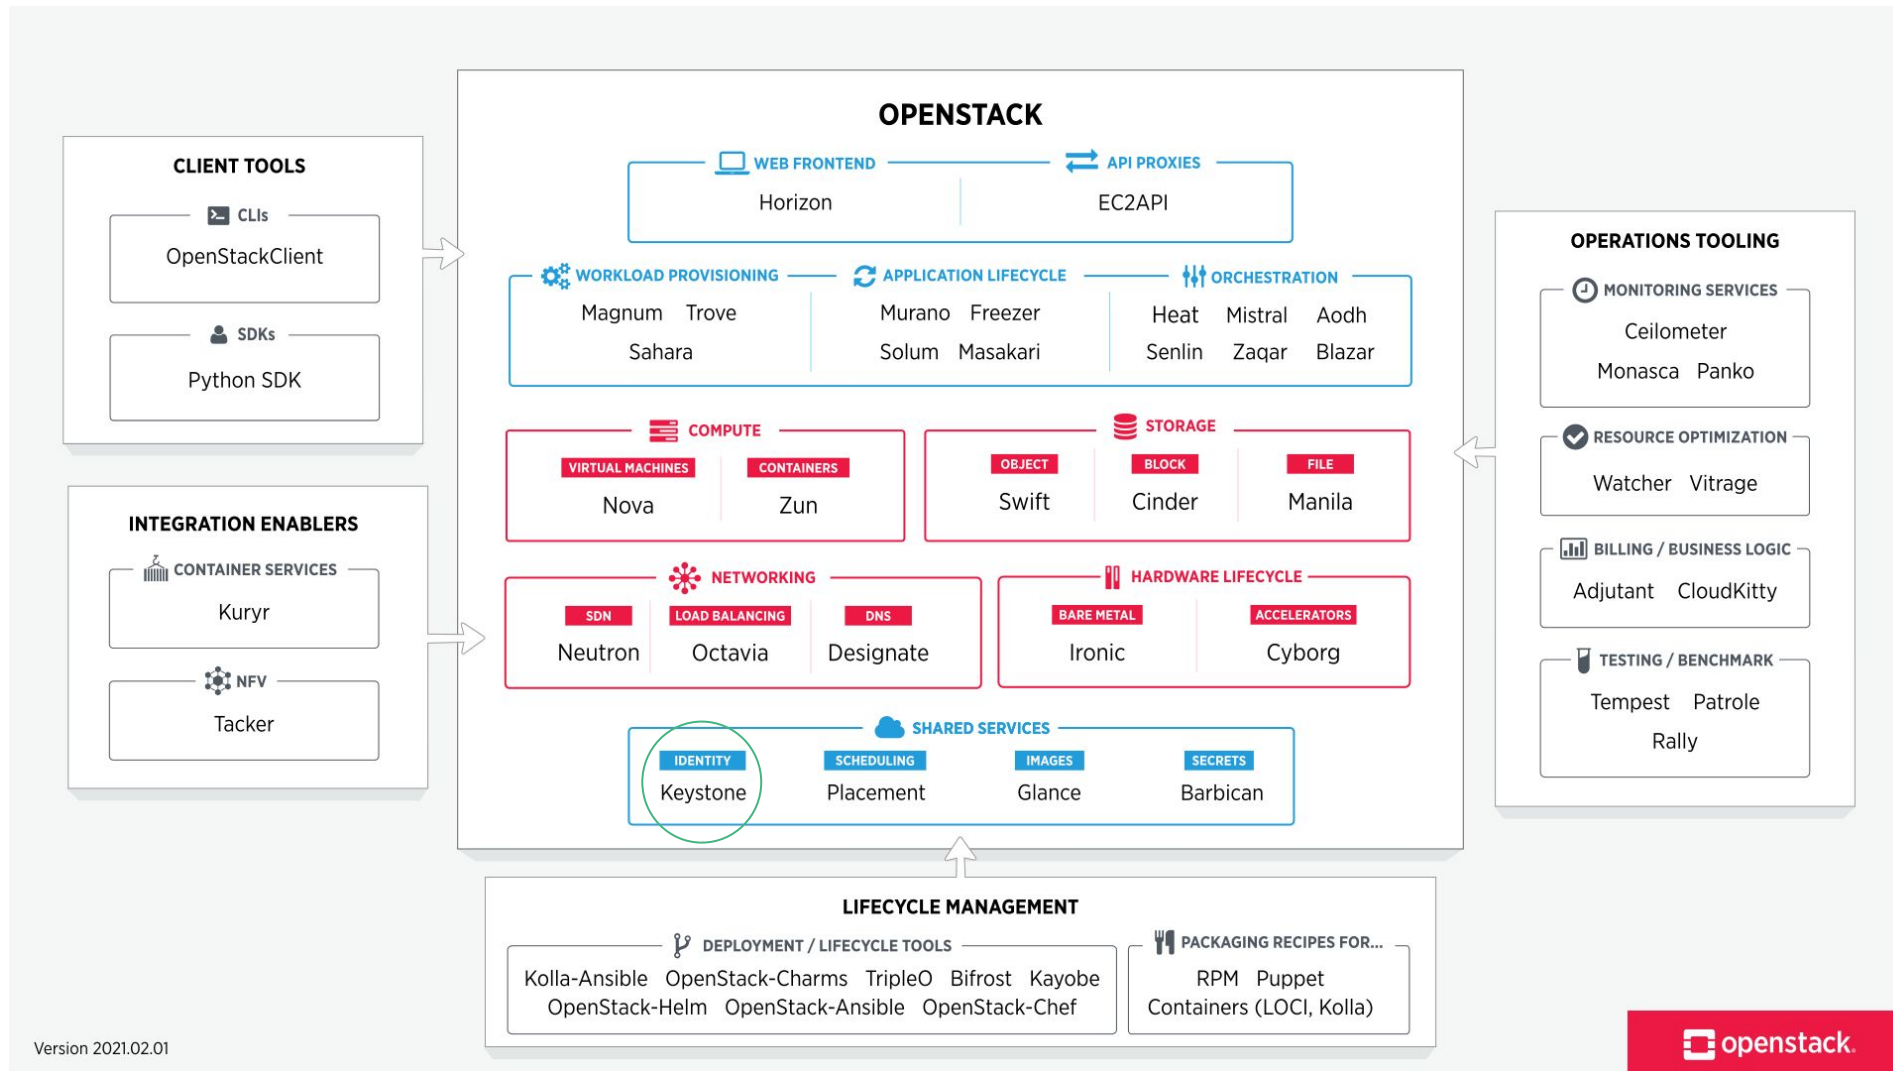 OPENSTACK
WEB FRONTEND
Horizon
API PROXIES
EC2API
WORKLOAD PROVISIONING
Magnum Trove
Sahara
APPLICATION LIFECYCLE
Murano Freezer
Solum Masakari
ORCHESTRATION
Heat Mistral Aodh
Senlin Zaqar Blazar
COMPUTE
VIRTUAL MACHINES
Nova
CONTAINERS
Zun
STORAGE
OBJECT
Swift
BLOCK
Cinder
FILE
Manila
NETWORKING
SDN
Neutron
LOAD BALANCING
Octavia
DNS
Designate
HARDWARE LIFECYCLE
BARE METAL
Ironic
ACCELERATORS
Cyborg
SHARED SERVICES
IDENTITY
Keystone
SCHEDULING
Placement
IMAGES
Glance
SECRETS
Barbican
CLIENT TOOLS
CLIs
OpenStackClient
SDKs
Python SDK
INTEGRATION ENABLERS
CONTAINER SERVICES
Kuryr
NFV
Tacker
OPERATIONS TOOLING
MONITORING SERVICES
Ceilometer
Monasca Panko
RESOURCE OPTIMIZATION
Watcher Vitrage
BILLING / BUSINESS LOGIC
Adjutant CloudKitty
TESTING / BENCHMARK
Tempest Patrole
Rally
LIFECYCLE MANAGEMENT
DEPLOYMENT / LIFECYCLE TOOLS
Kolla-Ansible OpenStack-Charms TripleO Bifrost Kayobe
OpenStack-Helm OpenStack-Ansible OpenStack-Chef
PACKAGING RECIPES FOR...
RPM Puppet
Containers (LOCI, Kolla)
Version 2021.02.01
openstack.